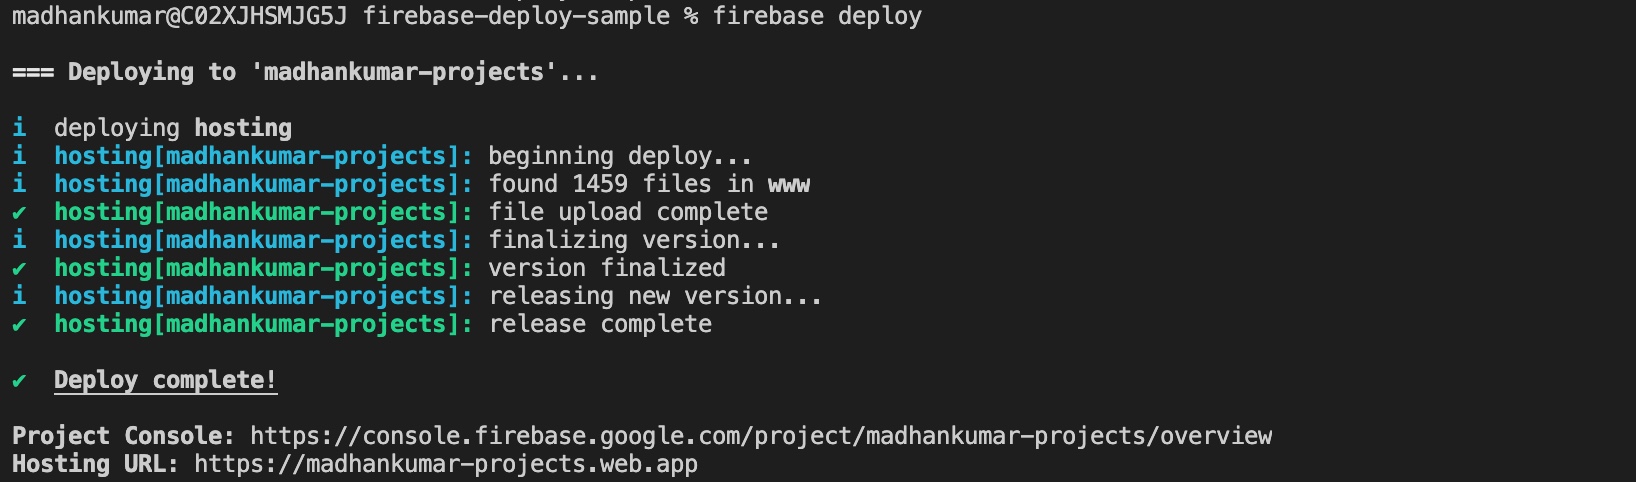 madhankumar@C02XJHSMJG5J firebase-deploy-sample % firebase deploy
=== Deploying to 'madhankumar-projects'...
i  deploying hosting
i  hosting[madhankumar-projects]: beginning deploy...
i  hosting[madhankumar-projects]: found 1459 files in www
✔  hosting[madhankumar-projects]: file upload complete
i  hosting[madhankumar-projects]: finalizing version...
✔  hosting[madhankumar-projects]: version finalized
i  hosting[madhankumar-projects]: releasing new version...
✔  hosting[madhankumar-projects]: release complete
✔  Deploy complete!
Project Console: https://console.firebase.google.com/project/madhankumar-projects/overview
Hosting URL: https://madhankumar-projects.web.app